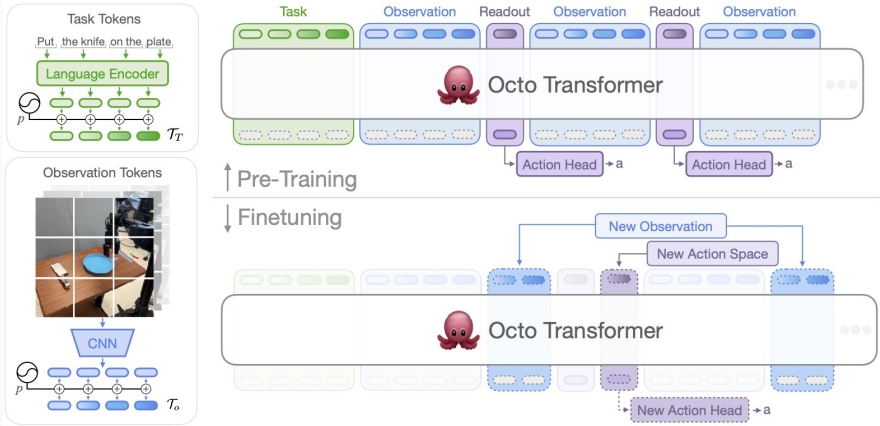 Task Tokens
Put the knife on the plate
Language Encoder
p
𝒯_T
Observation Tokens
CNN
p
𝒯_o
Task Observation Readout Observation Readout Observation
Octo Transformer
Action Head a Action Head a
Pre-Training
Finetuning
New Observation
New Action Space
Octo Transformer
New Action Head a